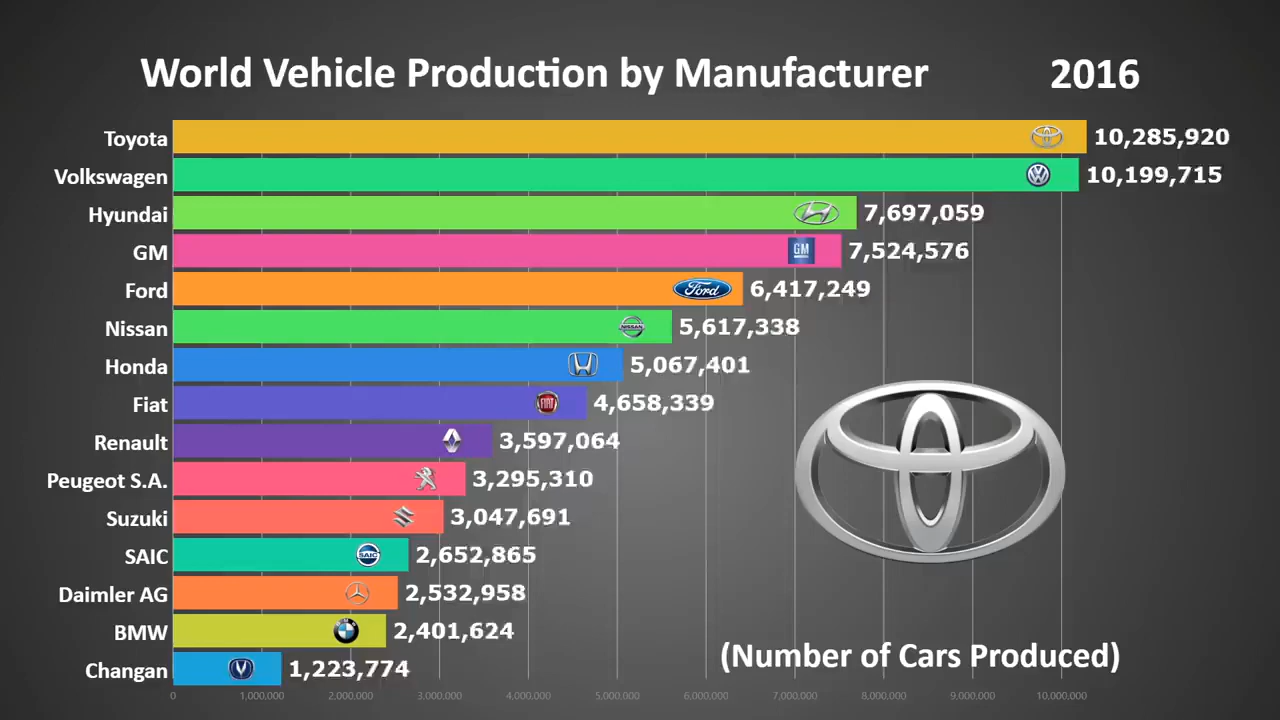 World Vehicle Production by Manufacturer 2016
Toyota 10,285,920
Volkswagen 10,199,715
Hyundai 7,697,059
GM GM 7,524,576
Ford Ford 6,417,249
Nissan NISSAN 5,617,338
Honda 5,067,401
Fiat FIAT 4,658,339
Renault 3,597,064
Peugeot S.A. 3,295,310
Suzuki 3,047,691
SAIC SAIC 2,652,865
Daimler AG 2,532,958
BMW 2,401,624
Changan 1,223,774
(Number of Cars Produced)
0 1,000,000 2,000,000 3,000,000 4,000,000 5,000,000 6,000,000 7,000,000 8,000,000 9,000,000 10,000,000